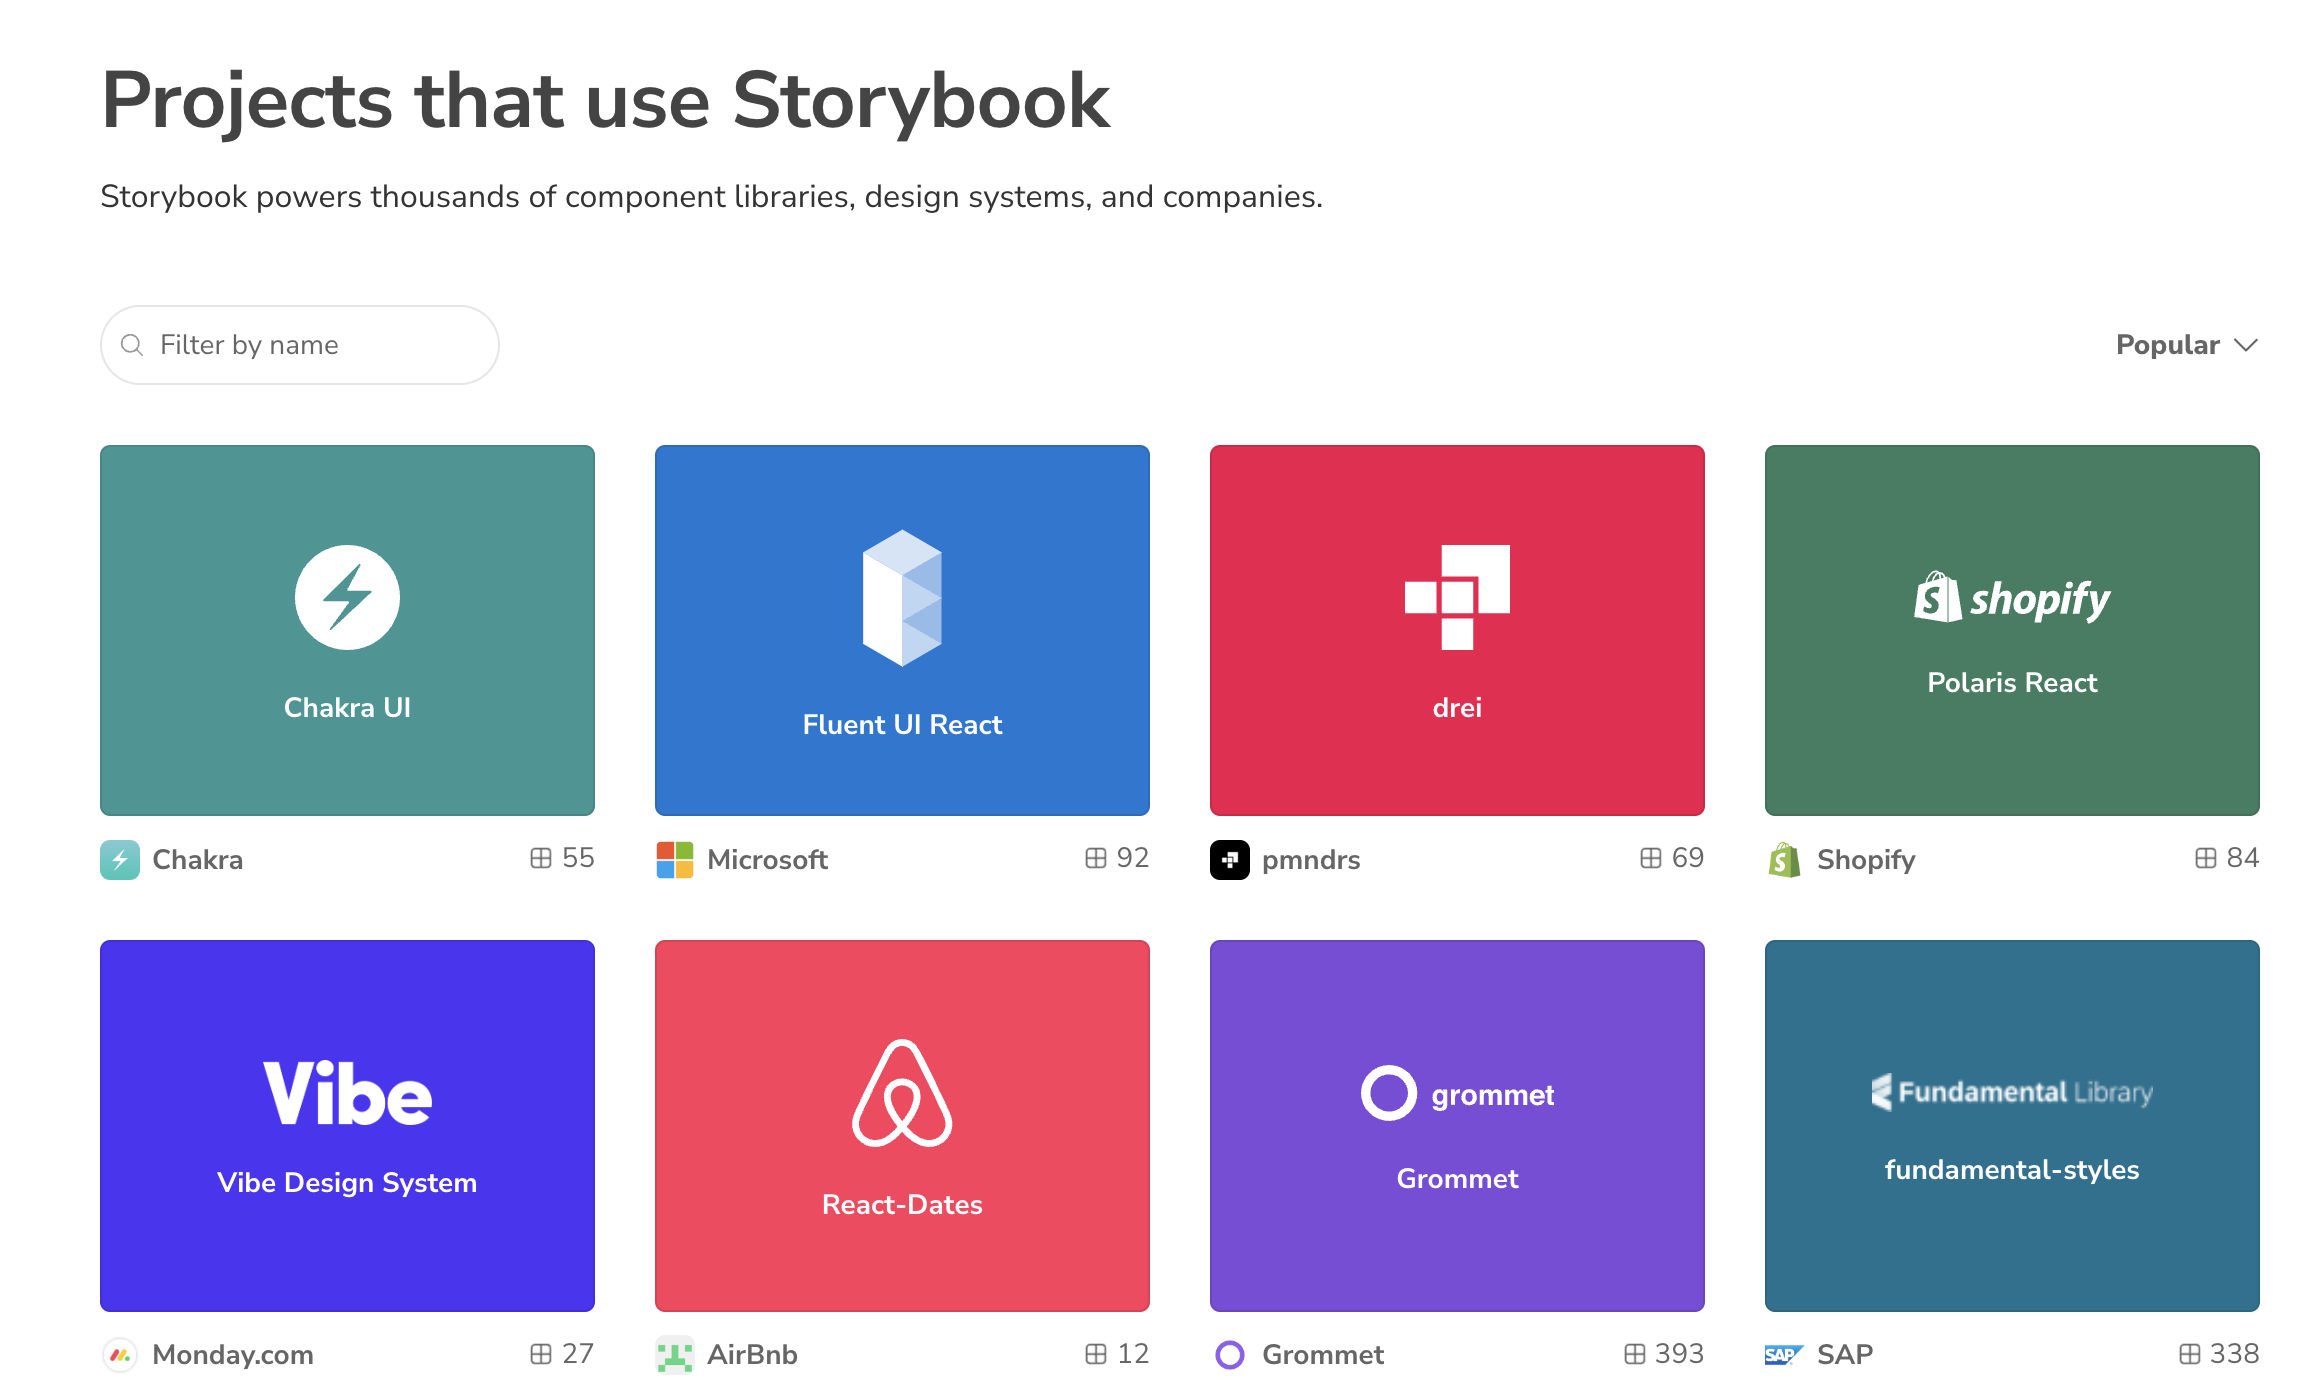 Projects that use Storybook
Storybook powers thousands of component libraries, design systems, and companies.
Filter by name
Popular
Chakra UI
Fluent UI React
drei
shopify
Polaris React
Chakra 55
Microsoft 92
pmndrs 69
Shopify 84
Vibe
Vibe Design System
React-Dates
grommet
Grommet
Fundamental Library
fundamental-styles
Monday.com 27
AirBnb 12
Grommet 393
SAP SAP 338